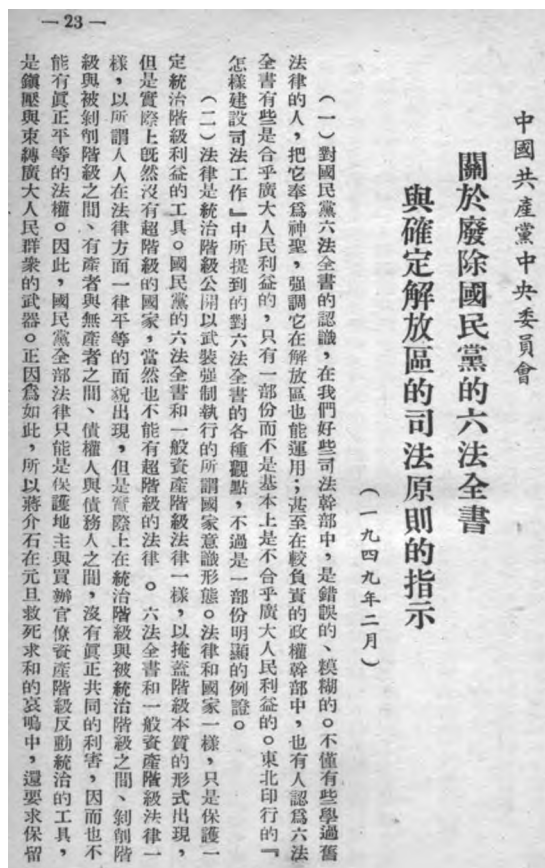 — 23 —
中國共產黨中央委員會
關於廢除國民黨的六法全書
與確定解放區的司法原則的指示
（一九四九年二月）
（一）對國民黨六法全書的認識，在我們好些司法幹部中，是錯誤的、糢糊的。不僅有些學過舊
法律的人，把它奉爲神聖，强調它在解放區也能運用；甚至在較負責的政權幹部中，也有人認爲六法
全書有些是合乎廣大人民利益的，只有一部份而不是基本上是不合乎廣大人民利益的。東北印行的『
怎樣建設司法工作』中所提到的對六法全書的各種觀點，不過是一部份明顯的例證。
（二）法律是統治階級公開以武裝强制執行的所謂國家意識形態。法律和國家一樣，只是保護一
定統治階級利益的工具。國民黨的六法全書和一般資產階級法律一樣，以掩蓋階級本質的形式出現，
但是實際上旣然沒有超階級的國家，當然也不能有超階級的法律。六法全書和一般資產階級法律一
樣，以所謂人人在法律方面一律平等的面貌出現，但是實際上在統治階級與被統治階級之間、剝削階
級與被剝削階級之間、有產者與無產者之間、債權人與債務人之間，沒有眞正共同的利害，因而也不
能有眞正平等的法權。因此，國民黨全部法律只能是保護地主與買辦官僚資產階級反動統治的工具，
是鎭壓與束縛廣大人民群衆的武器。正因爲如此，所以蔣介石在元旦救死求和的哀鳴中，還要求保留